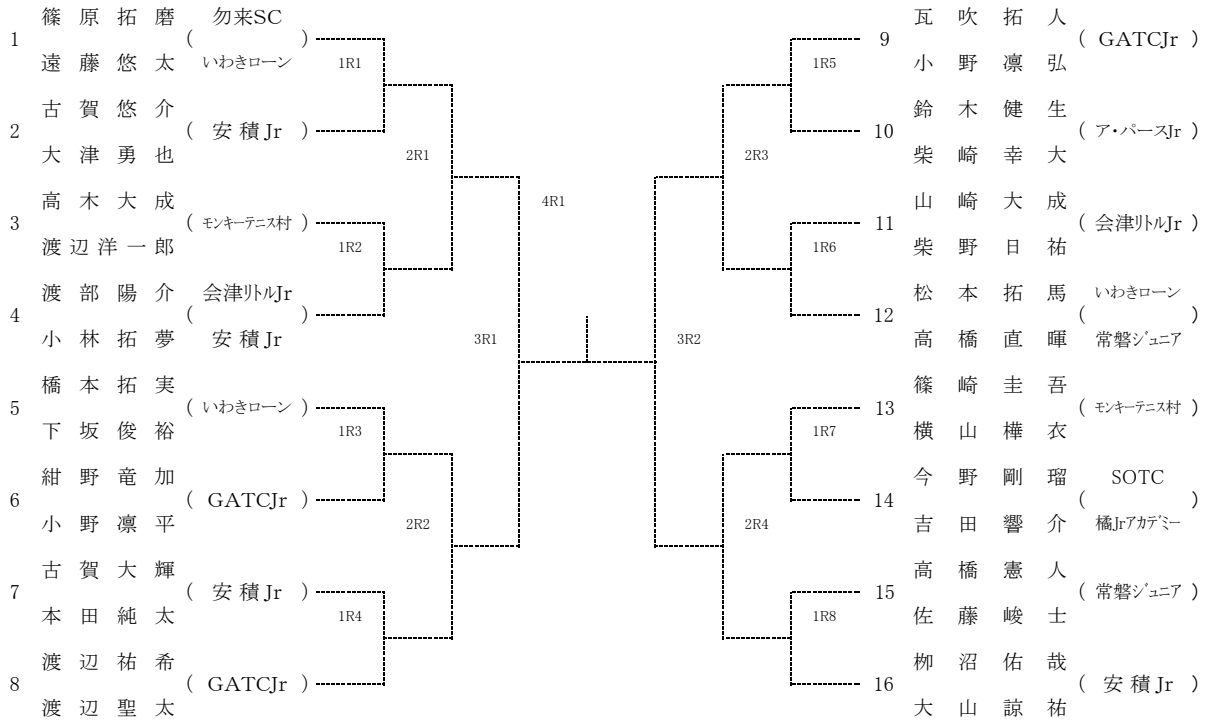 篠原拓磨 勿来SC
1 ( )
遠藤悠太 いわきローン
1R1
古賀悠介
2 ( 安積Jr )
大津勇也
2R1
高木大成
3 ( モンキーテニス村 )
渡辺洋一郎
1R2
渡部陽介 会津リトルJr
4 ( )
小林拓夢 安積Jr
3R1
橋本拓実
5 ( いわきローン )
下坂俊裕
1R3
紺野竜加
6 ( GATCJr )
小野凛平
2R2
古賀大輝
7 ( 安積Jr )
本田純太
1R4
渡辺祐希
8 ( GATCJr )
渡辺聖太
4R1
瓦吹拓人
9 ( GATCJr )
小野凛弘
1R5
鈴木健生
10 ( ア・パースJr )
柴崎幸大
2R3
山崎大成
11 ( 会津リトルJr )
柴野日祐
1R6
松本拓馬 いわきローン
12 ( )
高橋直暉 常磐ジュニア
3R2
篠崎圭吾
13 ( モンキーテニス村 )
横山樺衣
1R7
今野剛瑠 SOTC
14 ( )
吉田響介 橘Jrアカデミー
2R4
高橋憲人
15 ( 常磐ジュニア )
佐藤峻士
1R8
栁沼佑哉
16 ( 安積Jr )
大山諒祐